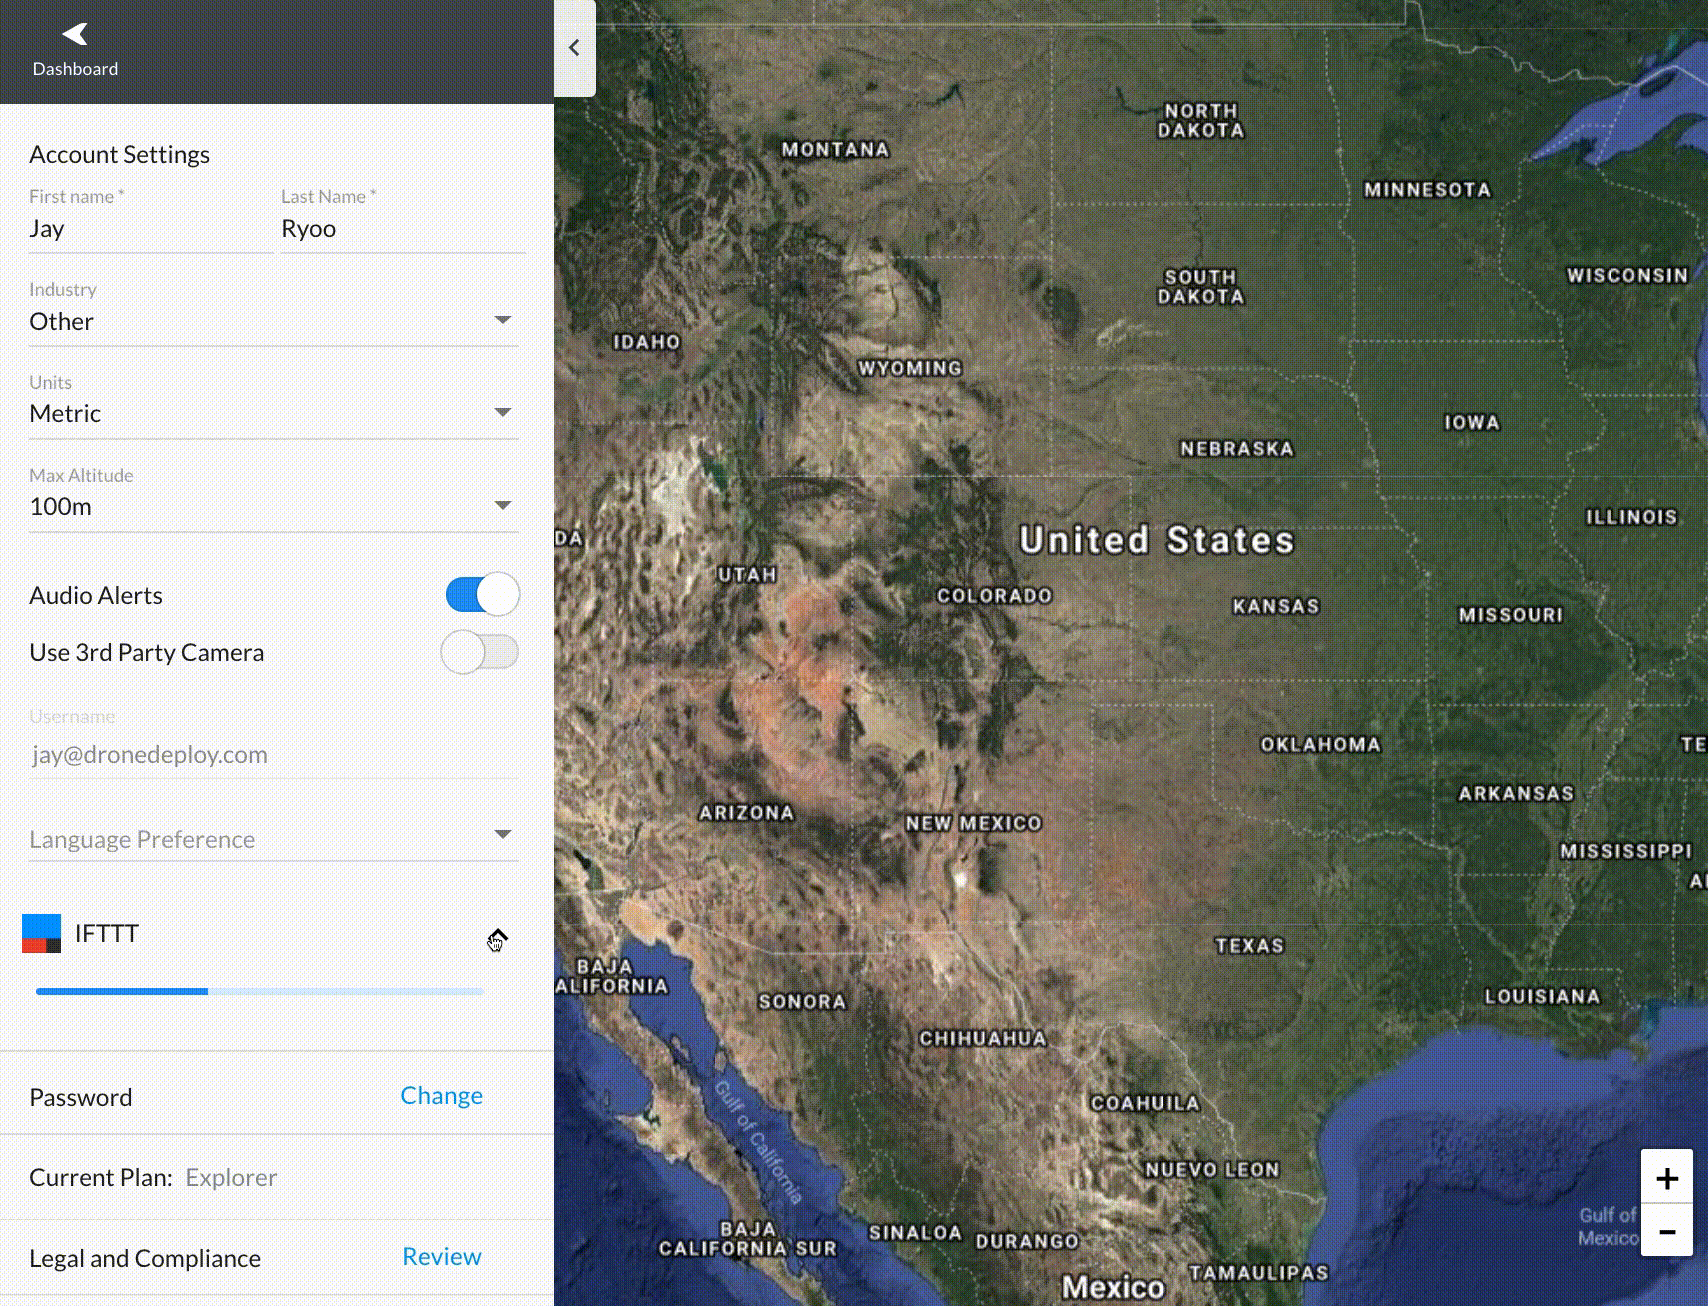 Dashboard
Account Settings
First name *
Last Name *
Jay
Ryoo
Industry
Other
Units
Metric
Max Altitude
100m
Audio Alerts
Use 3rd Party Camera
Username
jay@dronedeploy.com
Language Preference
IFTTT
Password
Change
Current Plan: Explorer
Legal and Compliance
Review
NORTH
DAKOTA
MONTANA
MINNESOTA
WISCONSIN
SOUTH
DAKOTA
IDAHO
WYOMING
IOWA
NEBRASKA
ILLINOIS
DA
United States
UTAH
COLORADO
KANSAS
MISSOURI
OKLAHOMA
TE
ARKANSAS
ARIZONA
NEW MEXICO
MISSISSIPPI
Al
TEXAS
BAJA
ALIFORNIA
SONORA
LOUISIANA
CHIHUAHUA
COAHUILA
Gulf of California
NUEVO LEON
+
Gulf of
Mexico
−
BAJA
CALIFORNIA SUR
SINALOA
DURANGO
TAMAULIPAS
Mexico